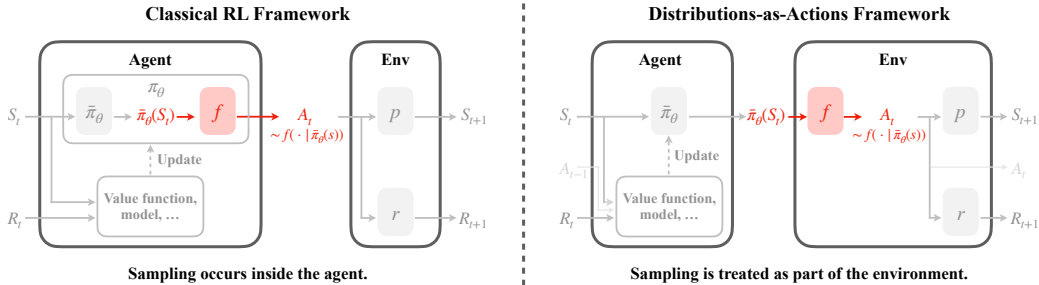 Classical RL Framework
Agent
Env
π_θ
S_t
π̄_θ
π̄_θ(S_t)
f
A_t
∼ f( · | π̄_θ(s))
p
S_{t+1}
Update
Value function,
model, …
R_t
r
R_{t+1}
Sampling occurs inside the agent.
Distributions-as-Actions Framework
Agent
Env
S_t
π̄_θ
π̄_θ(S_t)
f
A_t
∼ f( · | π̄_θ(s))
p
S_{t+1}
Update
A_{t−1}
A_t
Value function,
model, …
R_t
r
R_{t+1}
Sampling is treated as part of the environment.